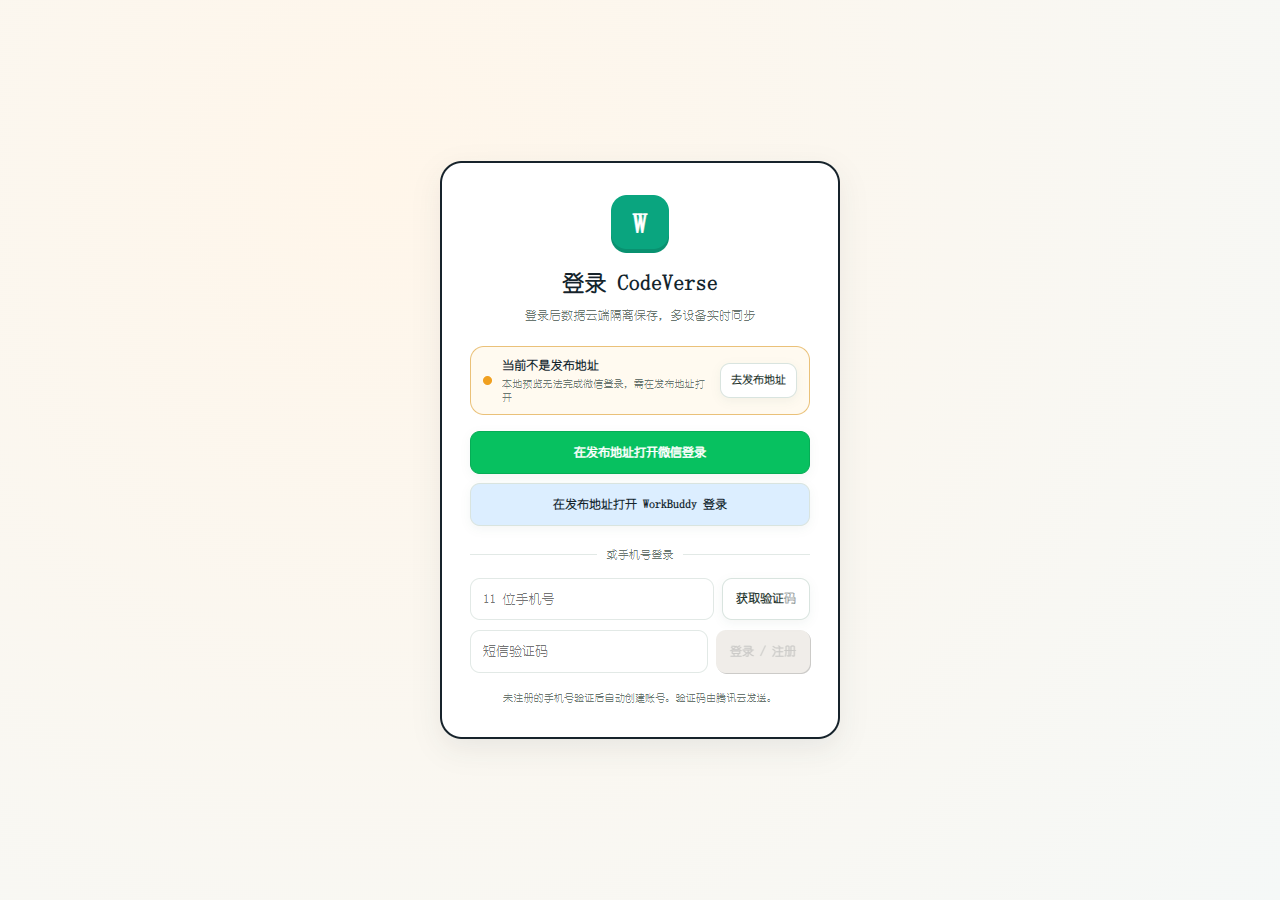 W
登录 CodeVerse
登录后数据云端隔离保存，多设备实时同步
当前不是发布地址
本地预览无法完成微信登录，需在发布地址打
开
去发布地址
在发布地址打开微信登录
在发布地址打开 WorkBuddy 登录
或手机号登录
11 位手机号
获取验证码
短信验证码
登录 / 注册
未注册的手机号验证后自动创建账号。验证码由腾讯云发送。